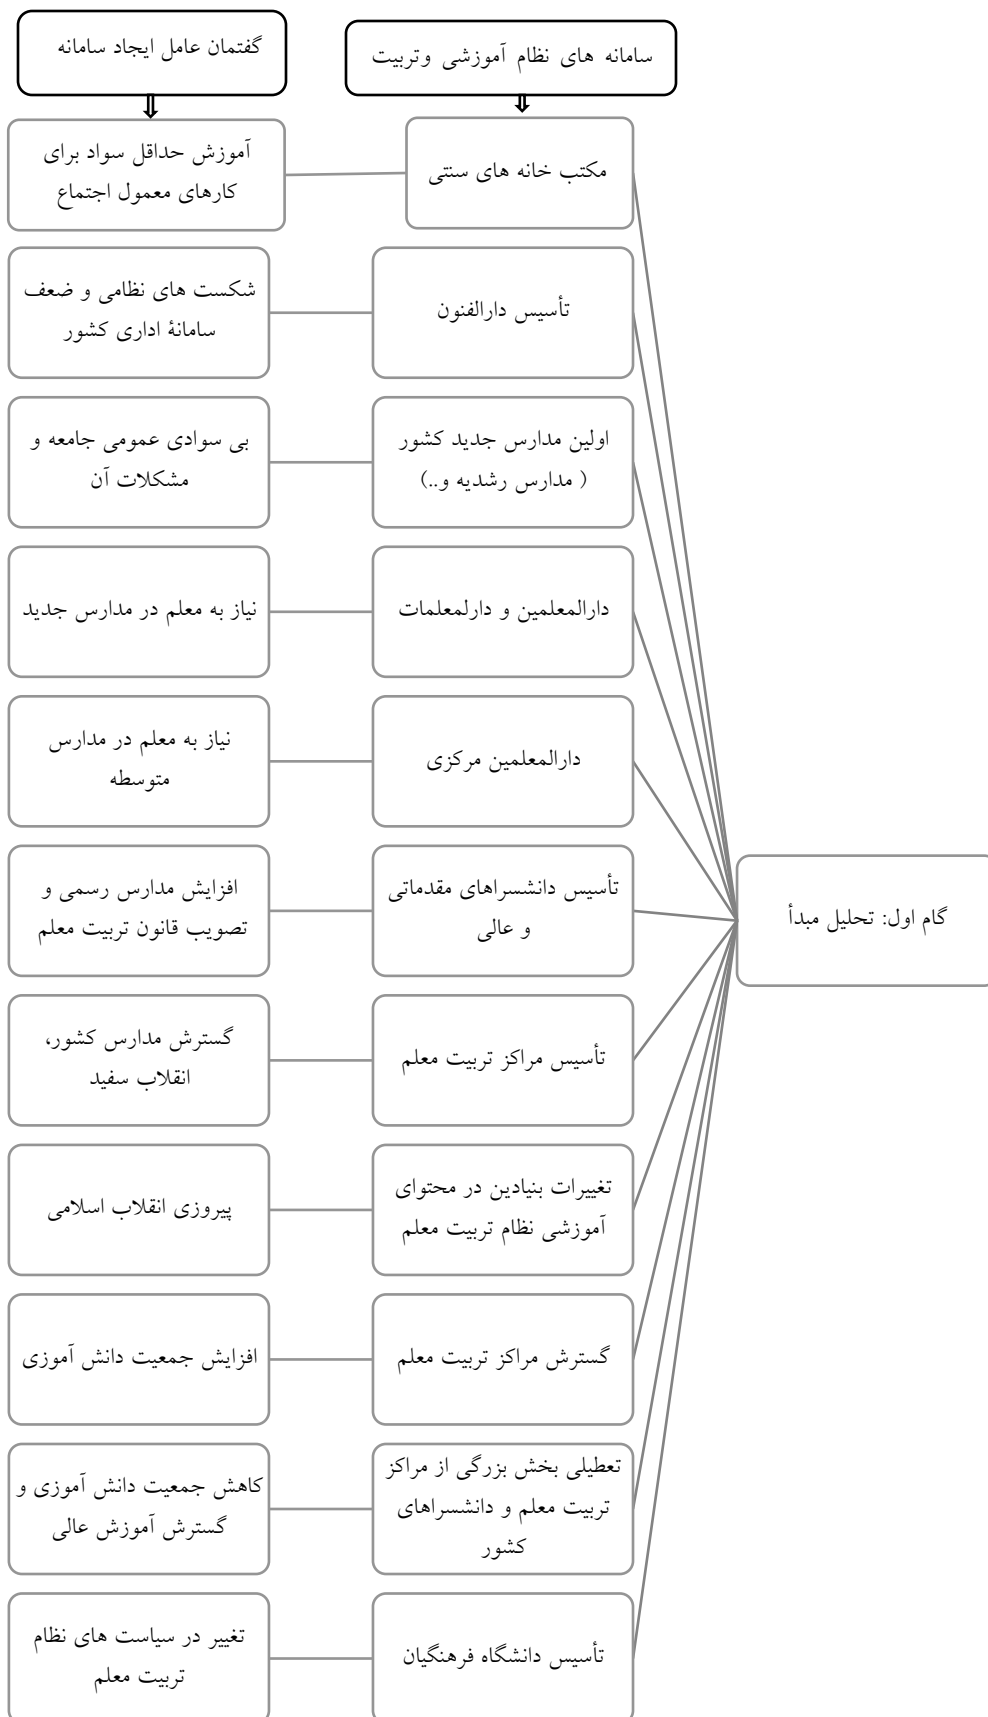 سامانه های نظام آموزشی وتربیت
گفتمان عامل ایجاد سامانه
گام اول: تحلیل مبدأ
مکتب خانه های سنتی
آموزش حداقل سواد برای
کارهای معمول اجتماع
تأسیس دارالفنون
شکست های نظامی و ضعف
سامانۀ اداری کشور
اولین مدارس جدید کشور
( مدارس رشدیه و..)
بی سوادی عمومی جامعه و
مشکلات آن
دارالمعلمین و دارلمعلمات
نیاز به معلم در مدارس جدید
دارالمعلمین مرکزی
نیاز به معلم در مدارس
متوسطه
تأسیس دانشسراهای مقدماتی
و عالی
افزایش مدارس رسمی و
تصویب قانون تربیت معلم
تأسیس مراکز تربیت معلم
گسترش مدارس کشور،
انقلاب سفید
تغییرات بنیادین در محتوای
آموزشی نظام تربیت معلم
پیروزی انقلاب اسلامی
گسترش مراکز تربیت معلم
افزایش جمعیت دانش آموزی
تعطیلی بخش بزرگی از مراکز
تربیت معلم و دانشسراهای
کشور
کاهش جمعیت دانش آموزی و
گسترش آموزش عالی
تأسیس دانشگاه فرهنگیان
تغییر در سیاست های نظام
تربیت معلم